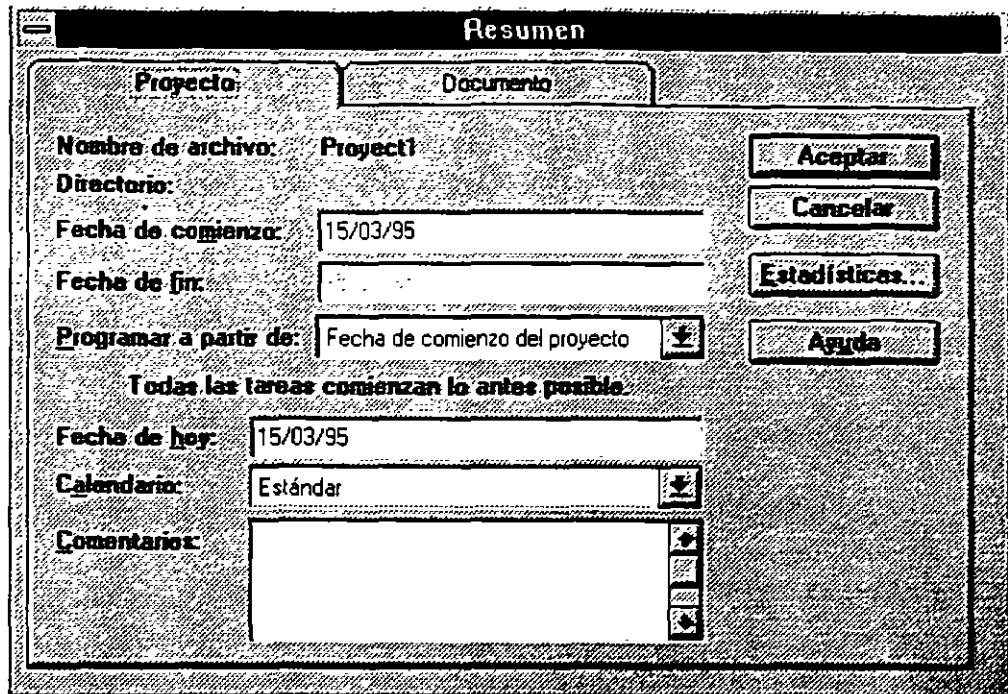 Resumen
Proyecto
Documento
Nombre de archivo: Proyect1
Directorio:
Fecha de comienzo: 15/03/95
Fecha de fin:
Programar a partir de: Fecha de comienzo del proyecto
Todas las tareas comienzan lo antes posible.
Fecha de hoy: 15/03/95
Calendario: Estándar
Comentarios:
Aceptar
Cancelar
Estadísticas...
Ayuda